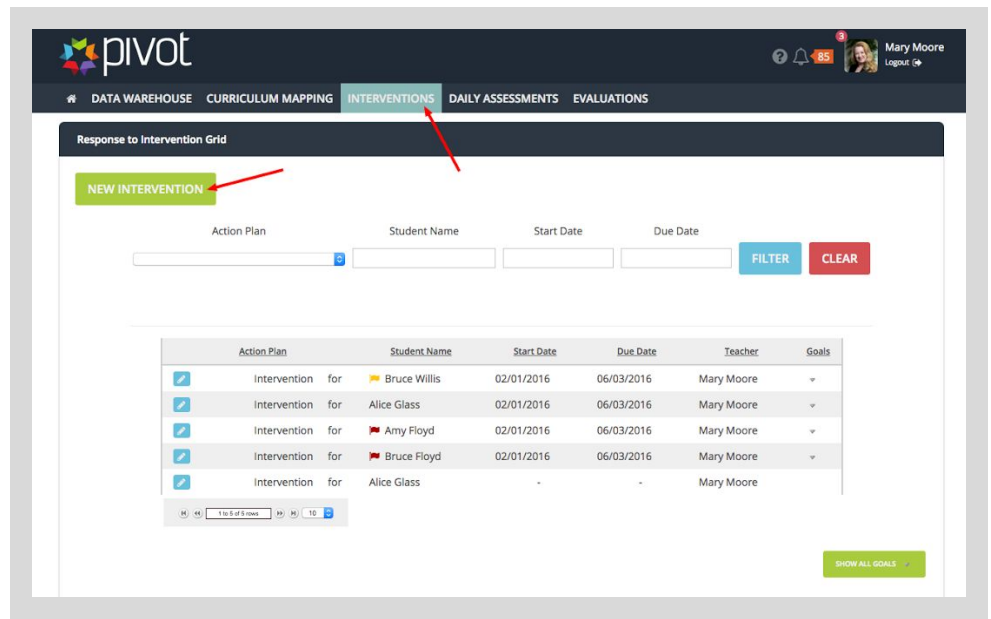 pivot
3
85
Mary Moore
Logout
DATA WAREHOUSE CURRICULUM MAPPING INTERVENTIONS DAILY ASSESSMENTS EVALUATIONS
Response to Intervention Grid
NEW INTERVENTION
Action Plan Student Name Start Date Due Date
FILTER CLEAR
Action Plan Student Name Start Date Due Date Teacher Goals
Intervention for Bruce Willis 02/01/2016 06/03/2016 Mary Moore
Intervention for Alice Glass 02/01/2016 06/03/2016 Mary Moore
Intervention for Amy Floyd 02/01/2016 06/03/2016 Mary Moore
Intervention for Bruce Floyd 02/01/2016 06/03/2016 Mary Moore
Intervention for Alice Glass - - Mary Moore
1 to 5 of 5 rows 10
SHOW ALL GOALS